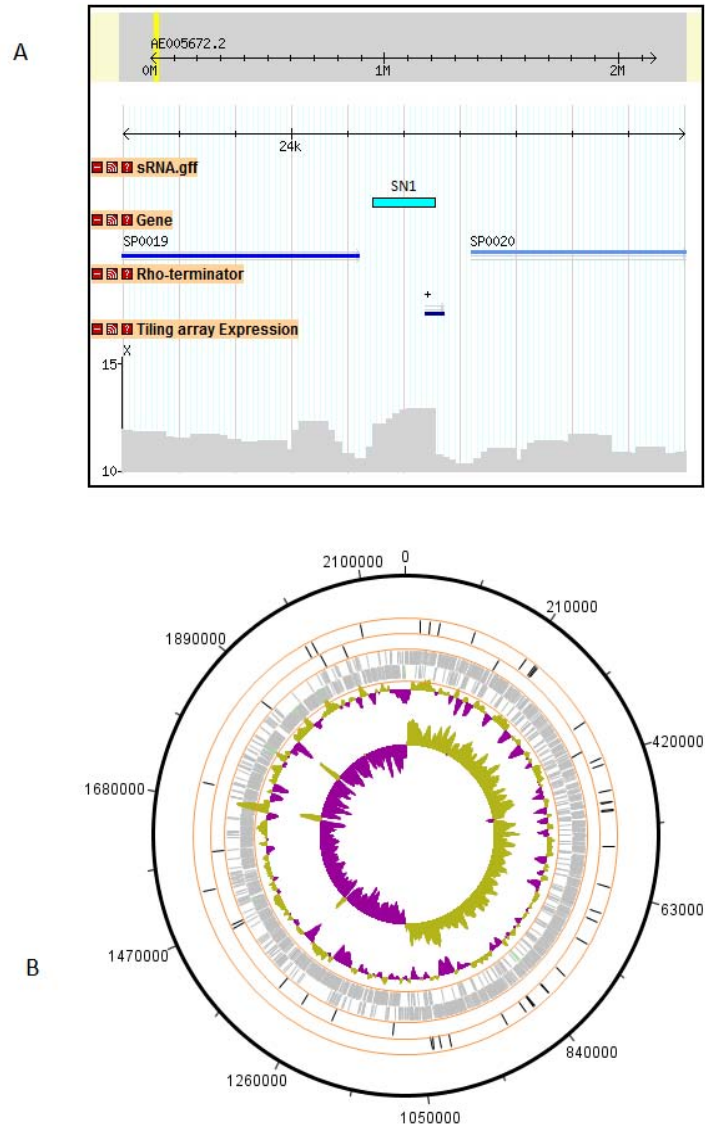 A
AE005672.2
0M 1M 2M
24k
sRNA.gff
SN1
Gene
SP0019 SP0020
Rho-terminator
+
Tiling array Expression
X
15
10
B
0
210000
420000
63000
840000
1050000
1260000
1470000
1680000
1890000
2100000